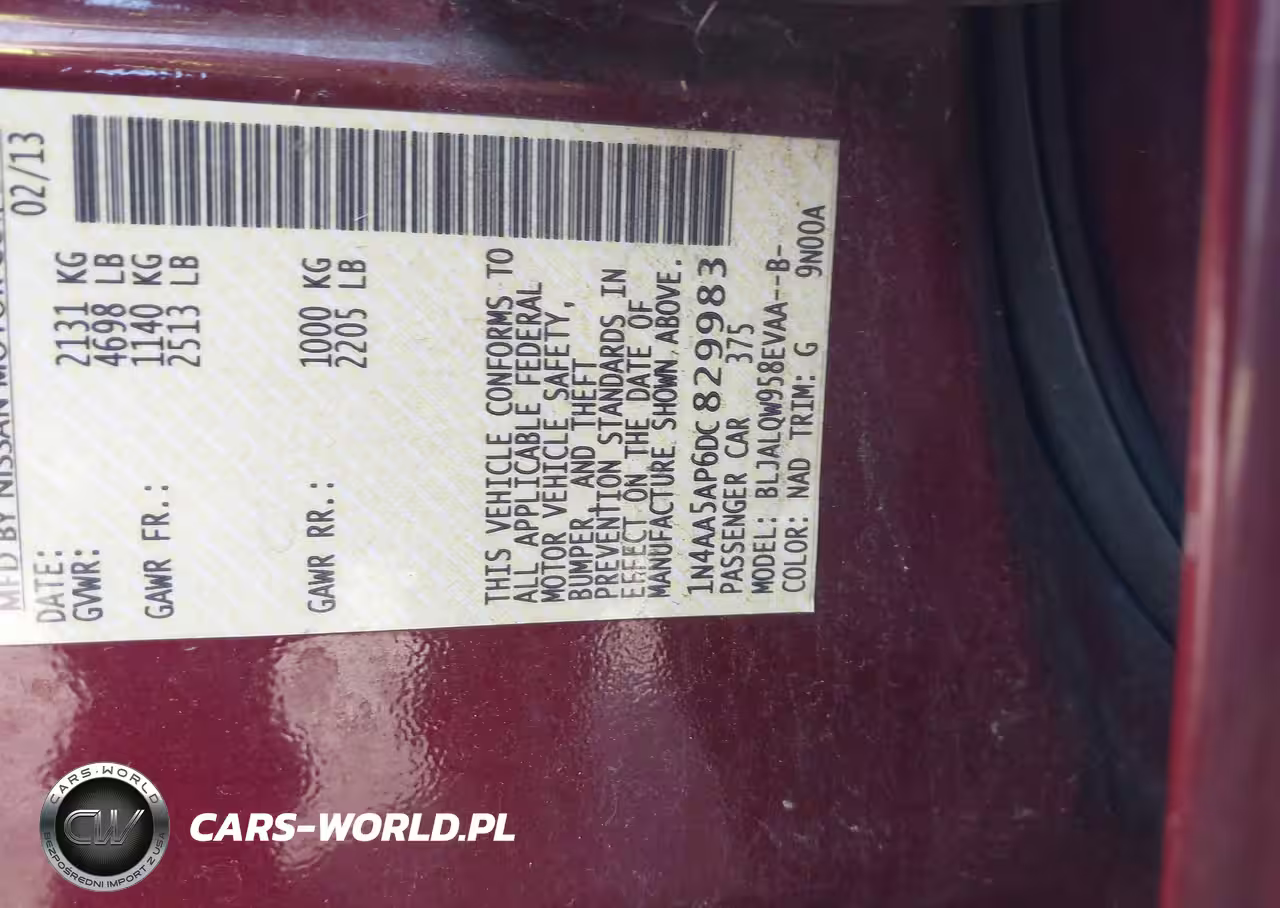 MFD BY NISSAN MOTOR
DATE: 02/13
GVWR: 2131 KG
4698 LB
GAWR FR.: 1140 KG
2513 LB
GAWR RR.: 1000 KG
2205 LB
THIS VEHICLE CONFORMS TO
ALL APPLICABLE FEDERAL
MOTOR VEHICLE SAFETY,
BUMPER, AND THEFT
PREVENTION STANDARDS IN
EFFECT ON THE DATE OF
MANUFACTURE SHOWN ABOVE.
1N4AA5AP6DC829983
PASSENGER CAR 375
MODEL: BLJALQW958EVAA--B-
COLOR: NAD TRIM: G 9N00A
CARS-WORLD
CW
BEZPOŚREDNI IMPORT Z USA
CARS-WORLD.PL